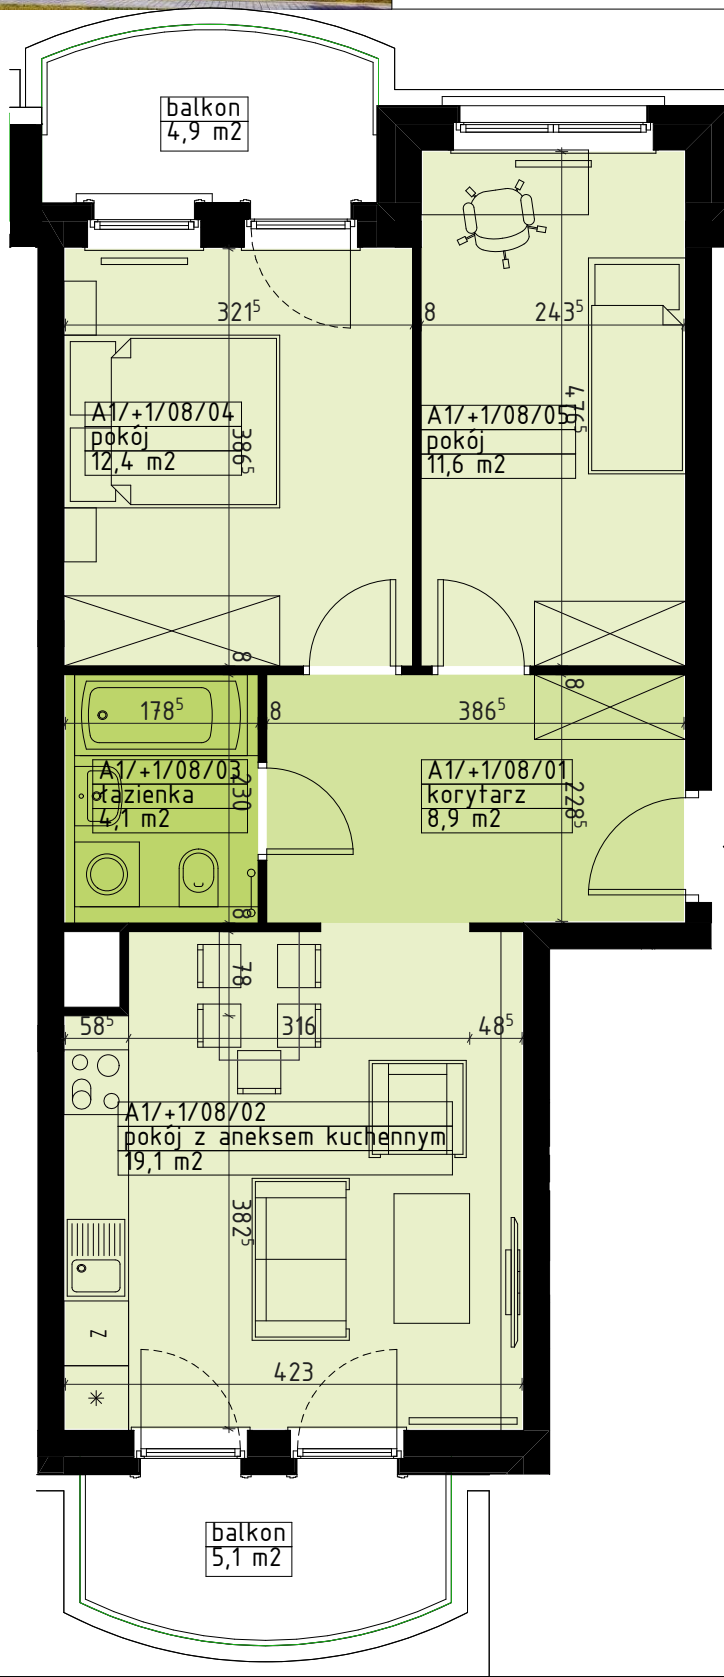 balkon
4,9 m2
321⁵
8
243⁵
A1/+1/08/04
pokój
12,4 m2
386⁵
A1/+1/08/05
pokój
11,6 m2
476⁵
8
8
178⁵
8
386⁵
A1/+1/08/03
łazienka
4,1 m2
230
A1/+1/08/01
korytarz
8,9 m2
228⁵
8
78
58⁵
316
48⁵
A1/+1/08/02
pokój z aneksem kuchennym
19,1 m2
382⁵
Z
423
balkon
5,1 m2